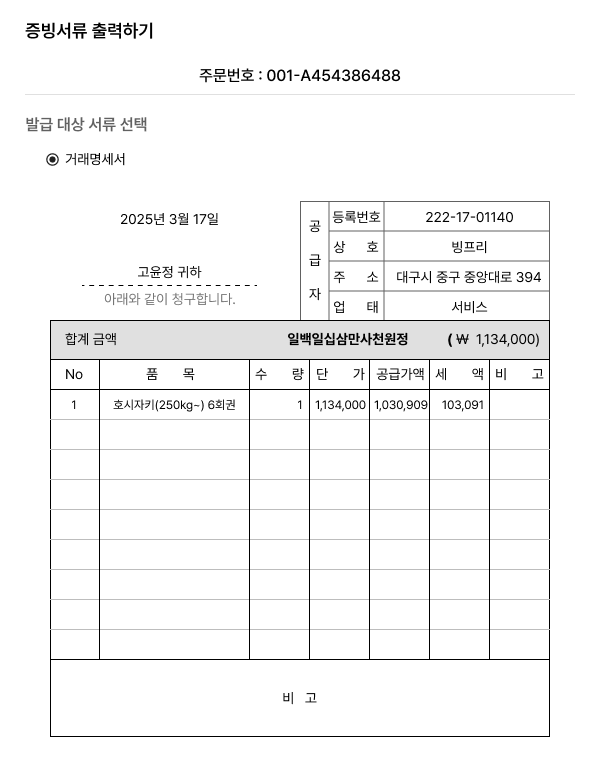 증빙서류 출력하기
주문번호 : 001-A454386488
발급 대상 서류 선택
거래명세서
2025년 3월 17일
고윤정 귀하
아래와 같이 청구합니다.
공급자
등록번호 222-17-01140
상 호 빙프리
주 소 대구시 중구 중앙대로 394
업 태 서비스
합계 금액 일백일십삼만사천원정 ( ₩ 1,134,000)
No 품 목 수 량 단 가 공급가액 세 액 비 고
1 호시자키(250kg~) 6회권 1 1,134,000 1,030,909 103,091
비 고